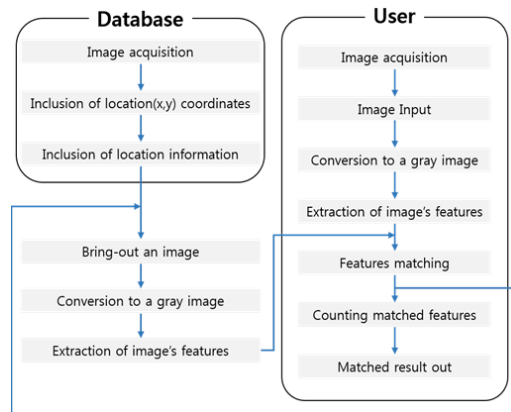 Database
Image acquisition
Inclusion of location(x,y) coordinates
Inclusion of location information
Bring-out an image
Conversion to a gray image
Extraction of image's features
User
Image acquisition
Image Input
Conversion to a gray image
Extraction of image's features
Features matching
Counting matched features
Matched result out